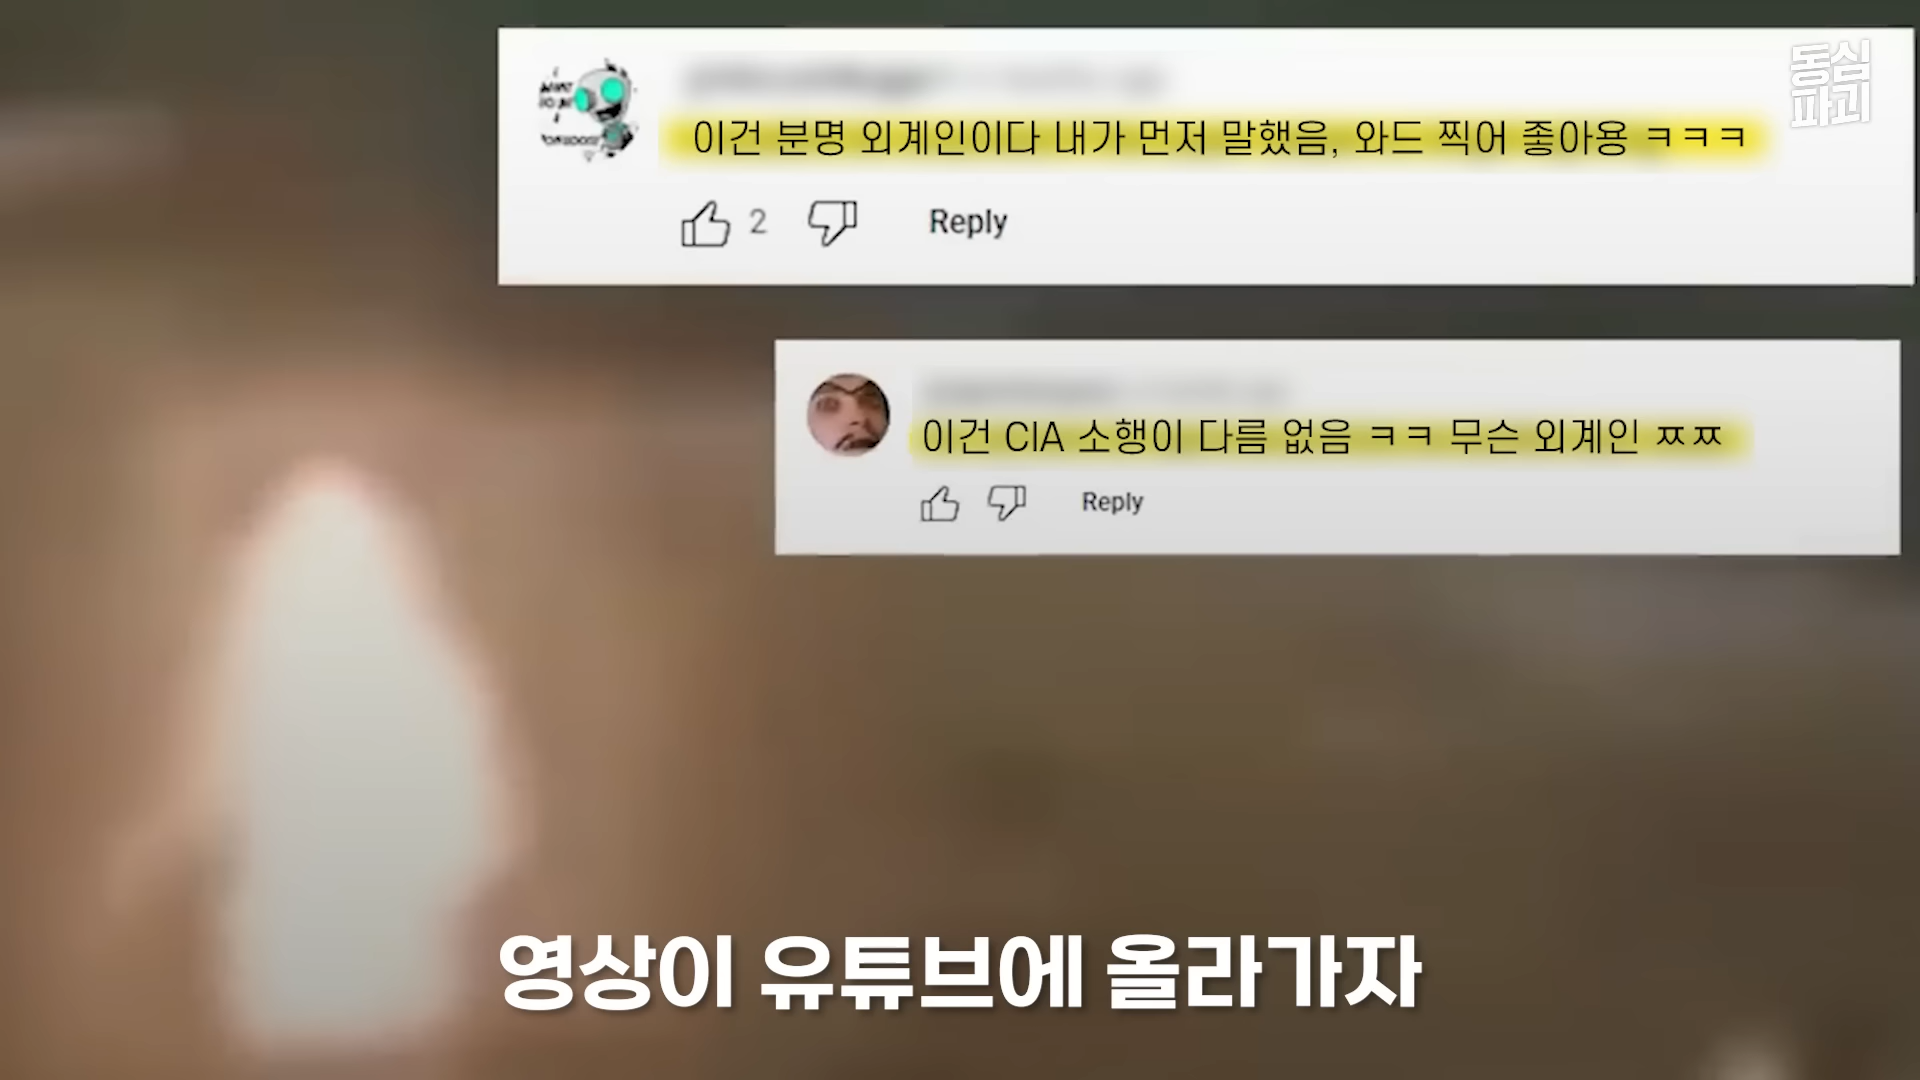 동심
파괴
이건 분명 외계인이다 내가 먼저 말했음, 와드 찍어 좋아용 ㅋㅋㅋ
2 Reply
이건 CIA 소행이 다름 없음 ㅋㅋ 무슨 외계인 ㅉㅉ
Reply
영상이 유튜브에 올라가자